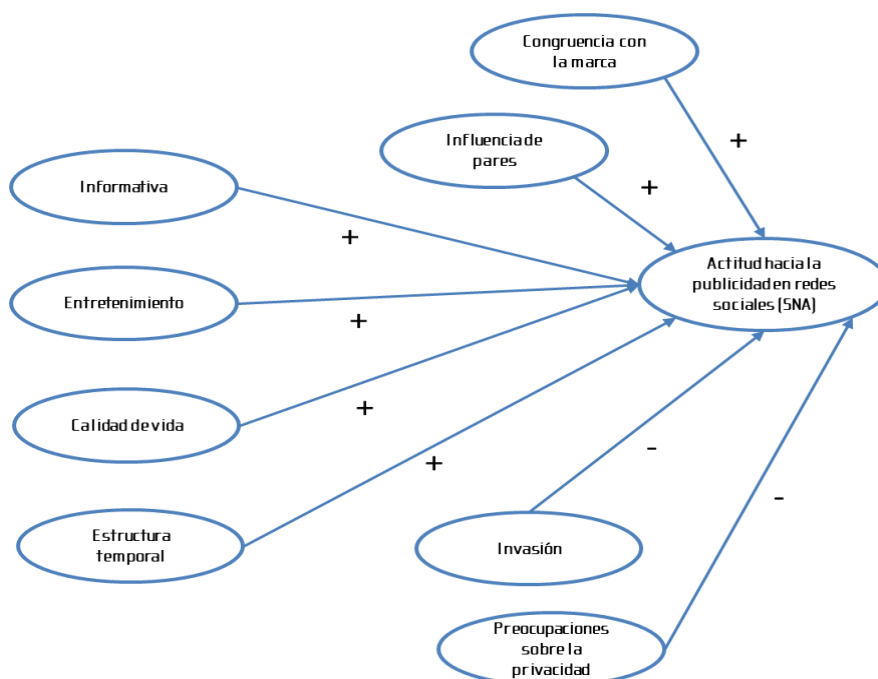 Congruencia con
la marca
+
Influencia de
pares
+
Informativa
+
Actitud hacia la
publicidad en redes
sociales (SNA)
Entretenimiento
+
Calidad de vida
+
Estructura
temporal
+
-
Invasión
-
Preocupaciones
sobre la
privacidad